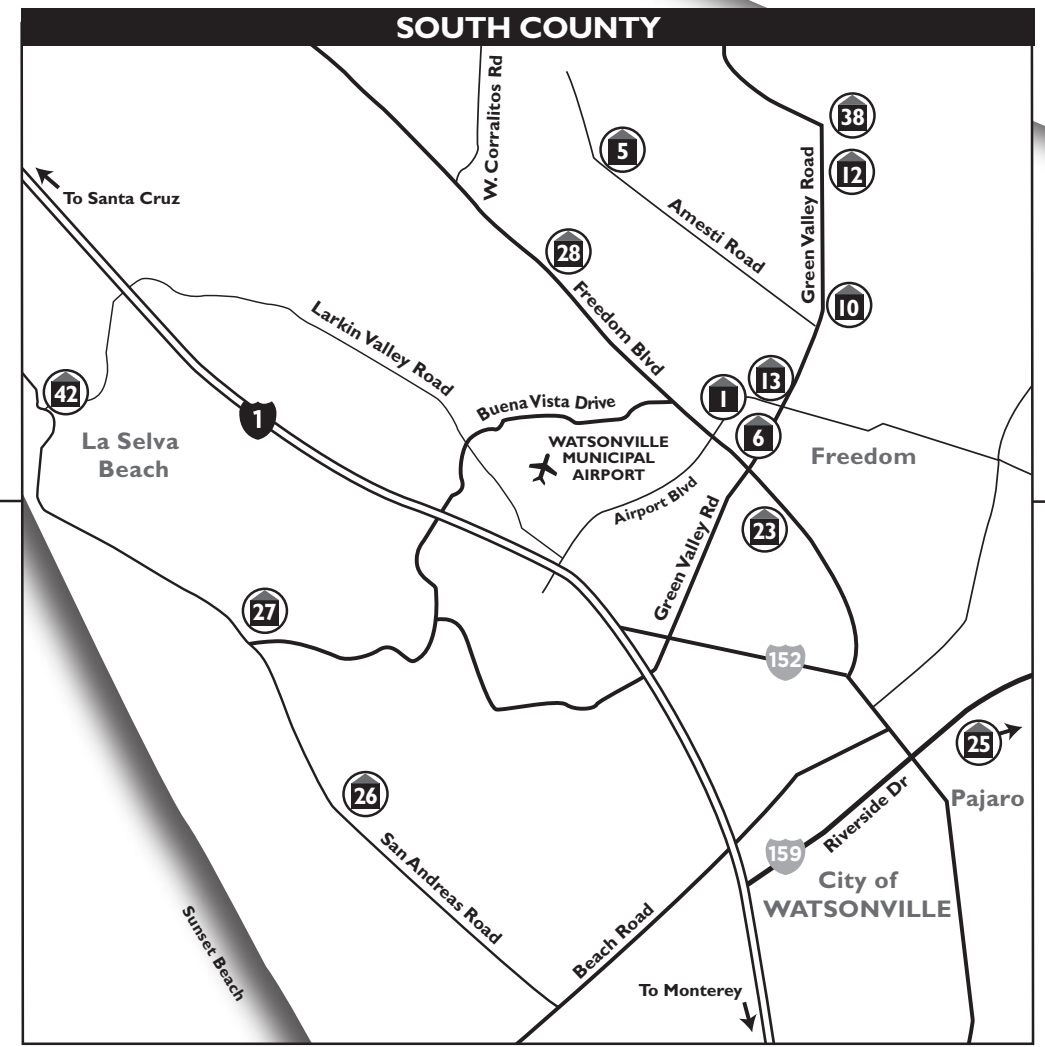 SOUTH COUNTY
W. Corralitos Rd
38
5
12
To Santa Cruz
Amesti Road
Green Valley Road
28
10
Freedom Blvd
Larkin Valley Road
13
42
1
1
Buena Vista Drive
6
La Selva
Beach
WATSONVILLE
MUNICIPAL
AIRPORT
Freedom
Airport Blvd
Green Valley Rd
23
27
152
25
26
Pajaro
Riverside Dr
159
San Andreas Road
City of
WATSONVILLE
Sunset Beach
Beach Road
To Monterey